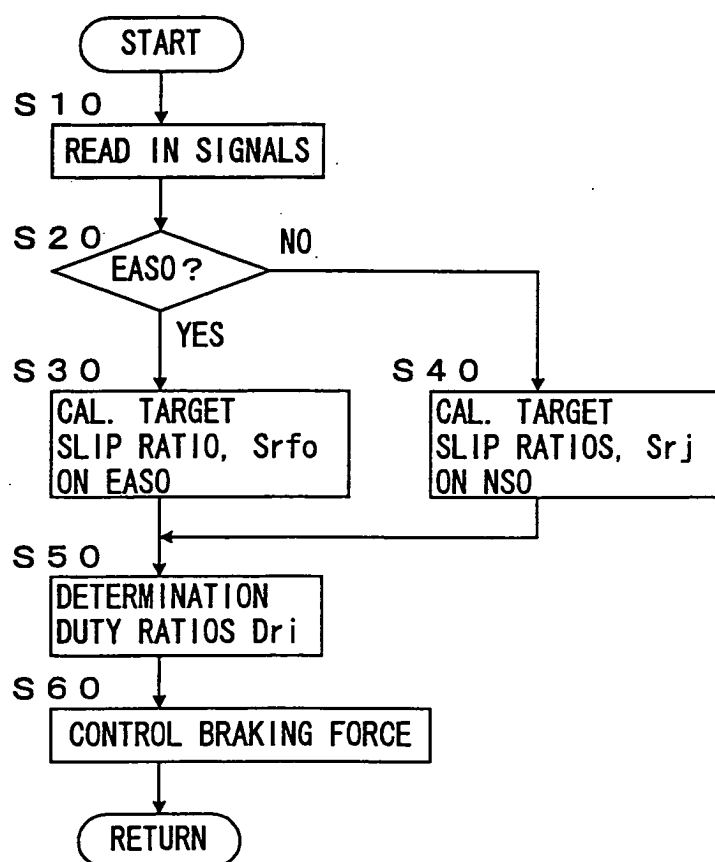 START
S10
READ IN SIGNALS
S20
EASO?
NO
YES
S30
CAL. TARGET
SLIP RATIO, Srfo
ON EASO
S40
CAL. TARGET
SLIP RATIOS, Srj
ON NSO
S50
DETERMINATION
DUTY RATIOS Dri
S60
CONTROL BRAKING FORCE
RETURN